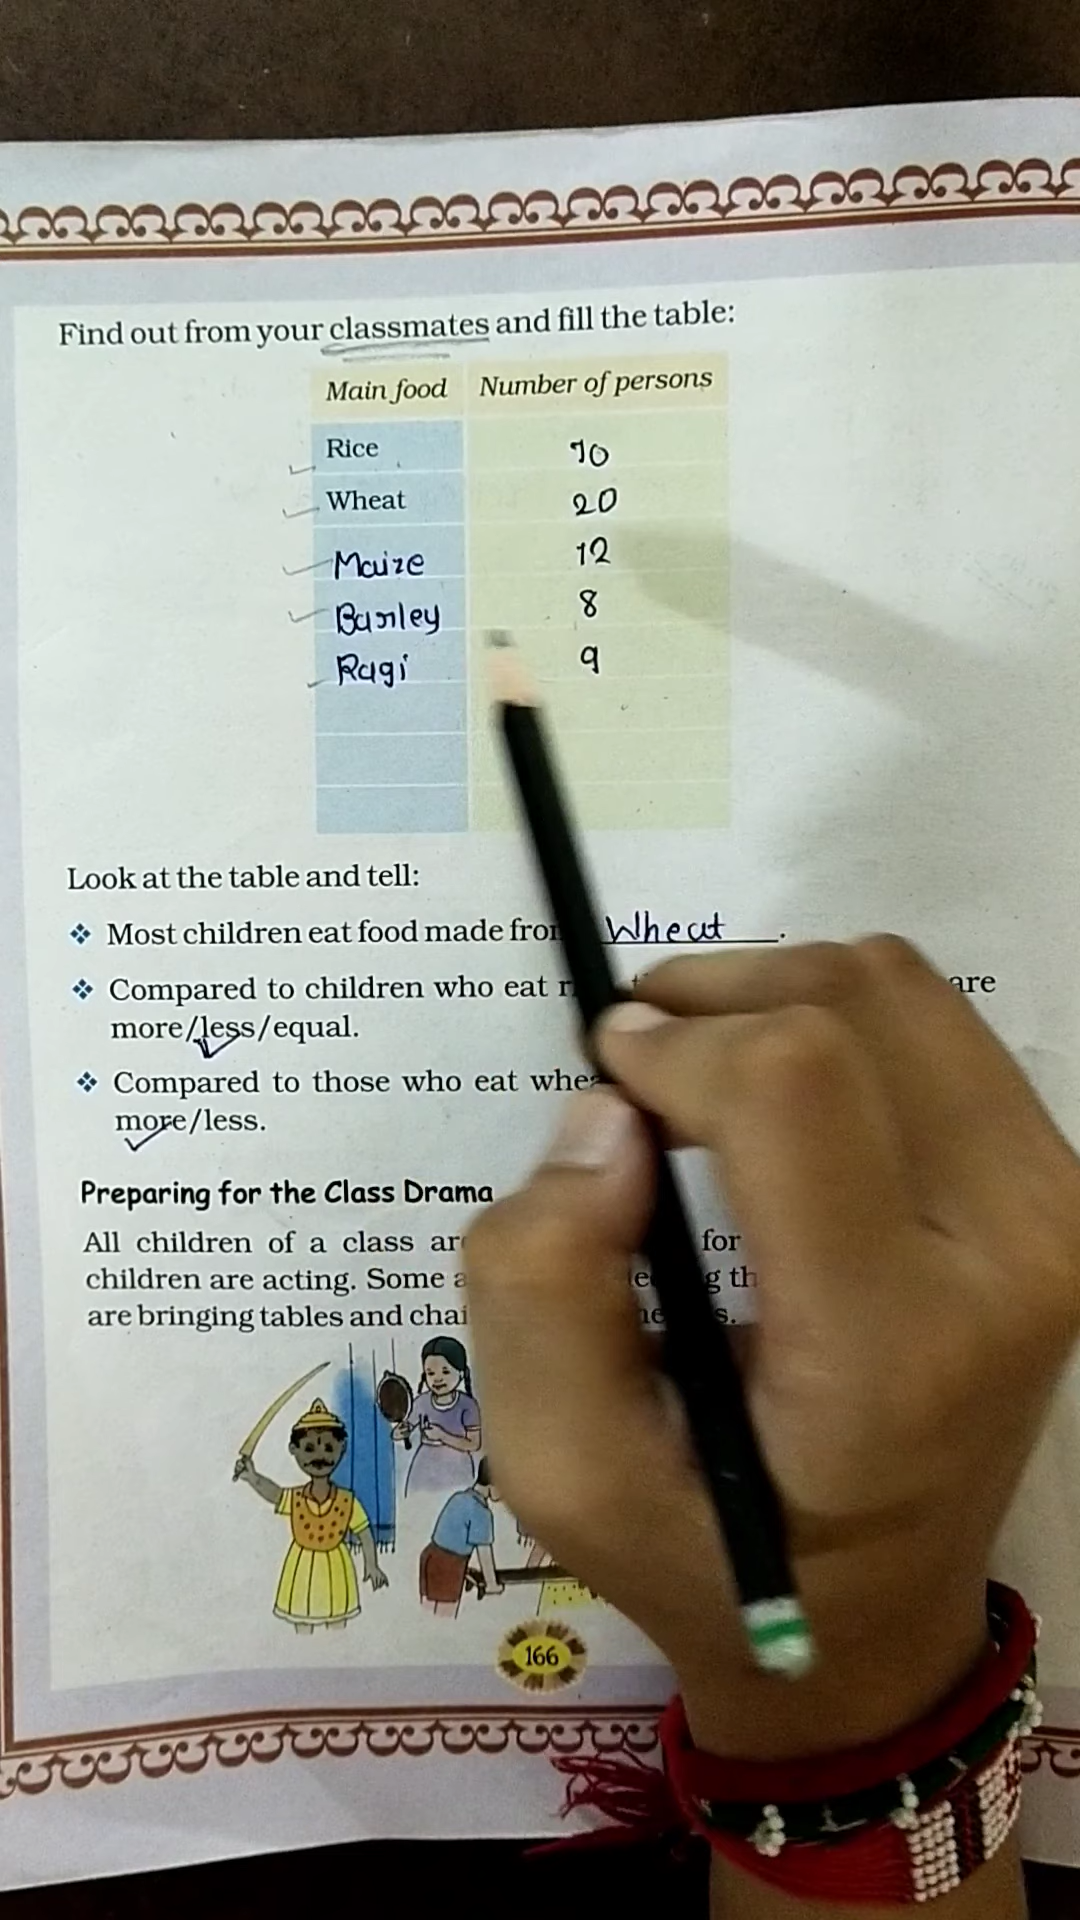 Find out from your classmates and fill the table:
Main food Number of persons
Rice 10
Wheat 20
Maize 12
Barley 8
Ragi 9
Look at the table and tell:
Most children eat food made from Wheat.
Compared to children who eat are
more/less/equal.
Compared to those who eat wheat
more/less.
Preparing for the Class Drama
All children of a class are for
children are acting. Some
are bringing tables and
166